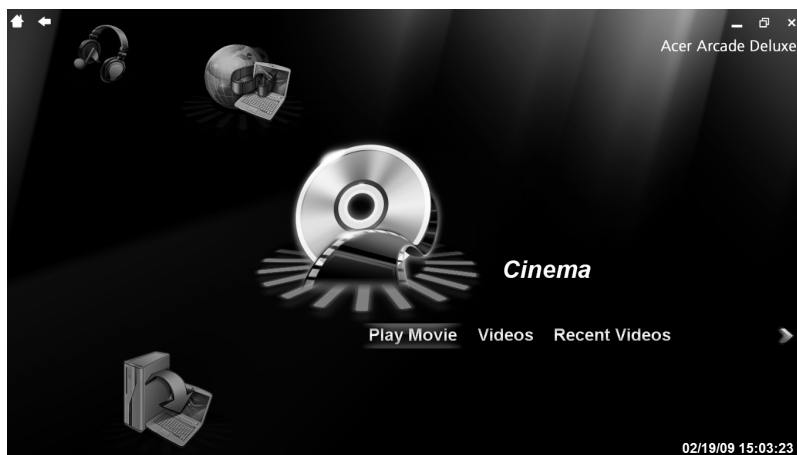 Acer Arcade Deluxe
Cinema
Play Movie Videos Recent Videos
02/19/09 15:03:23